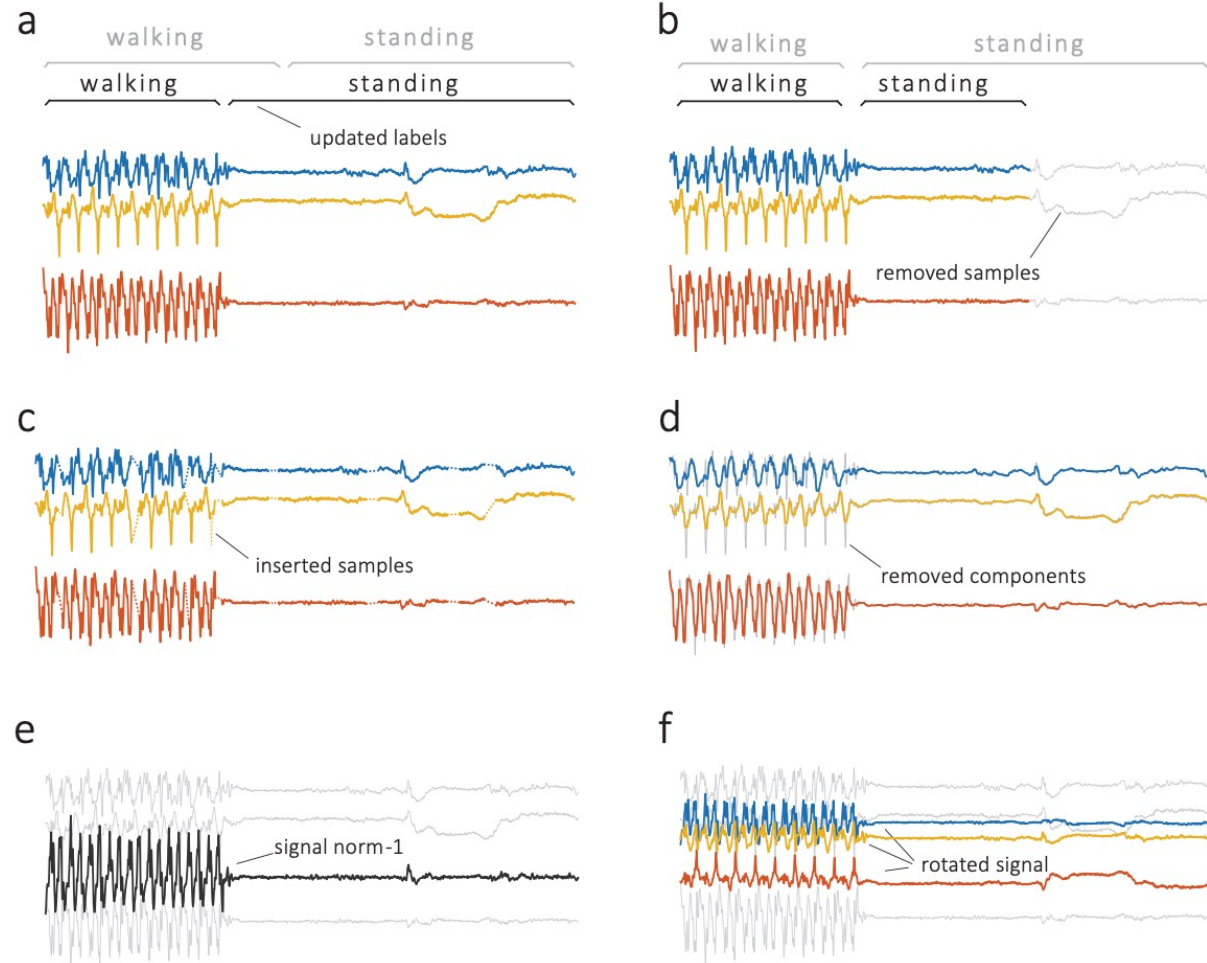 a
walking standing
walking standing
updated labels
b
walking standing
walking standing
removed samples
c
inserted samples
d
removed components
e
signal norm-1
f
rotated signal